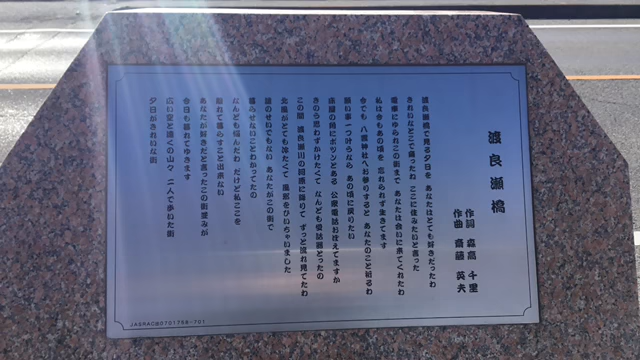 渡良瀬橋
作詞 森高 千里
作曲 斎藤 英夫
渡良瀬橋で見る夕日を あなたはとても好きだったわ
きれいなとこで育ったね ここに住みたいと言った
電車にゆられこの街まで あなたは会いに来てくれたわ
私は今もあの頃を 忘れられず生きてます
今でも 八雲神社へお参りすると あなたのこと祈るわ
願い事一つ叶うなら あの頃に戻りたい
床屋の角にポツンとある 公衆電話おぼえてますか
きのう思わずかけたくて なんども受話器とったの
この間 渡良瀬川の河原に降りて ずっと流れ見てたわ
北風がとても冷たくて 風邪をひいちゃいました
誰のせいでもない あなたがこの街で
暮らせないことわかってたの
なんども悩んだわ だけど私ここを
離れて暮らすこと出来ない
あなたが好きだと言ったこの街並みが
今日も暮れてゆきます
広い空と遠くの山々 二人で歩いた街
夕日がきれいな街
JASRAC出0701768-701